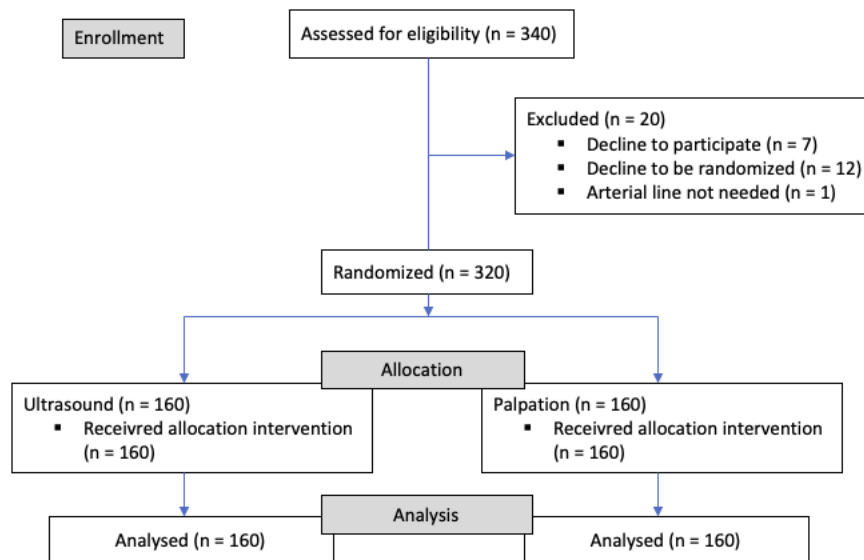 Enrollment
Assessed for eligibility (n = 340)
Excluded (n = 20)
▪ Decline to participate (n = 7)
▪ Decline to be randomized (n = 12)
▪ Arterial line not needed (n = 1)
Randomized (n = 320)
Allocation
Ultrasound (n = 160)
▪ Receivred allocation intervention
(n = 160)
Palpation (n = 160)
▪ Receivred allocation intervention
(n = 160)
Analysis
Analysed (n = 160)
Analysed (n = 160)